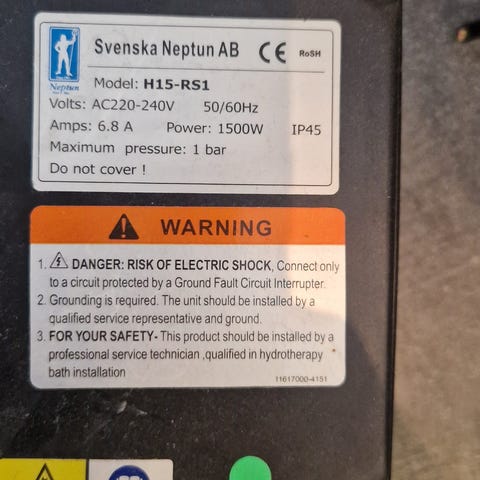 Svenska Neptun AB CE RoSH
Neptun
Model: H15-RS1
Volts: AC220-240V 50/60Hz
Amps: 6.8 A Power: 1500W IP45
Maximum pressure: 1 bar
Do not cover !
WARNING
1. DANGER: RISK OF ELECTRIC SHOCK, Connect only
to a circuit protected by a Ground Fault Circuit Interrupter.
2. Grounding is required. The unit should be installed by a
qualified service representative and ground.
3. FOR YOUR SAFETY- This product should be installed by a
professional service technician ,qualified in hydrotherapy
bath installation
11617000-4151